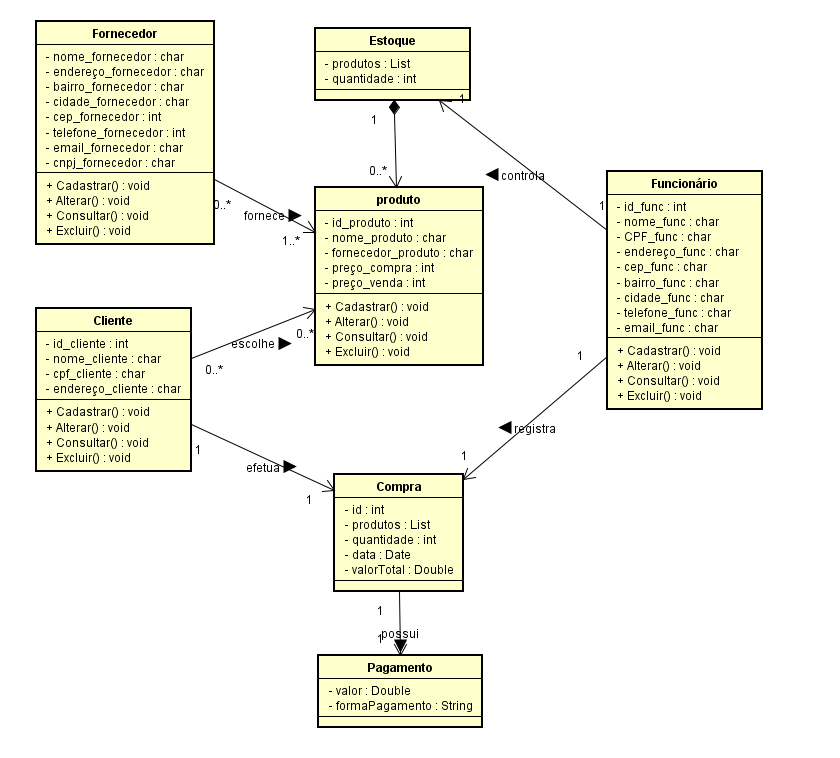 Fornecedor
- nome_fornecedor : char
- endereço_fornecedor : char
- bairro_fornecedor : char
- cidade_fornecedor : char
- cep_fornecedor : int
- telefone_fornecedor : int
- email_fornecedor : char
- cnpj_fornecedor : char
+ Cadastrar() : void
+ Alterar() : void
+ Consultar() : void
+ Excluir() : void
Estoque
- produtos : List
- quantidade : int
1
1
0..*
controla
1
0..*
fornece
1..*
produto
- id_produto : int
- nome_produto : char
- fornecedor_produto : char
- preço_compra : int
- preço_venda : int
+ Cadastrar() : void
+ Alterar() : void
+ Consultar() : void
+ Excluir() : void
Funcionário
- id_func : int
- nome_func : char
- CPF_func : char
- endereço_func : char
- cep_func : char
- bairro_func : char
- cidade_func : char
- telefone_func : char
- email_func : char
+ Cadastrar() : void
+ Alterar() : void
+ Consultar() : void
+ Excluir() : void
Cliente
- id_cliente : int
- nome_cliente : char
- cpf_cliente : char
- endereço_cliente : char
+ Cadastrar() : void
+ Alterar() : void
+ Consultar() : void
+ Excluir() : void
0..*
escolhe
0..*
1
efetua
1
1
registra
1
Compra
- id : int
- produtos : List
- quantidade : int
- data : Date
- valorTotal : Double
1
possui
1
Pagamento
- valor : Double
- formaPagamento : String